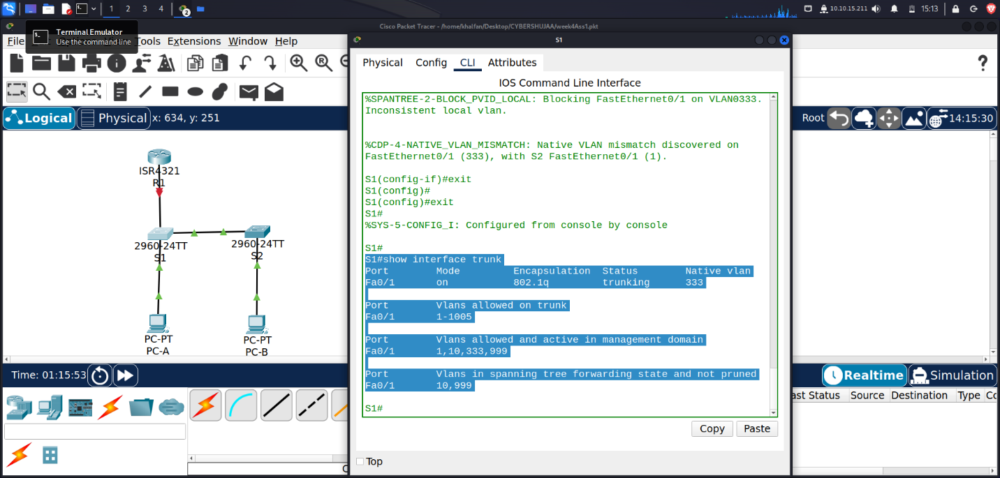 1 2 3 4 2 10.10.15.211 15:13
Cisco Packet Tracer - /home/khalfan/Desktop/CYBERSHUJAA/week4Ass1.pkt
Terminal Emulator
Use the command line
File Tools Extensions Window Help
S1
Physical Config CLI Attributes
IOS Command Line Interface
Logical Physical x: 634, y: 251
Root 14:15:30
ISR4321
R1
2960-24TT
S1
2960-24TT
S2
PC-PT
PC-A
PC-PT
PC-B
%SPANTREE-2-BLOCK_PVID_LOCAL: Blocking FastEthernet0/1 on VLAN0333.
Inconsistent local vlan.
%CDP-4-NATIVE_VLAN_MISMATCH: Native VLAN mismatch discovered on
FastEthernet0/1 (333), with S2 FastEthernet0/1 (1).
S1(config-if)#exit
S1(config)#
S1(config)#exit
S1#
%SYS-5-CONFIG_I: Configured from console by console
S1#
S1#show interface trunk
Port Mode Encapsulation Status Native vlan
Fa0/1 on 802.1q trunking 333
Port Vlans allowed on trunk
Fa0/1 1-1005
Port Vlans allowed and active in management domain
Fa0/1 1,10,333,999
Port Vlans in spanning tree forwarding state and not pruned
Fa0/1 10,999
S1#
Copy Paste
Top
Time: 01:15:53
Realtime Simulation
ast Status Source Destination Type